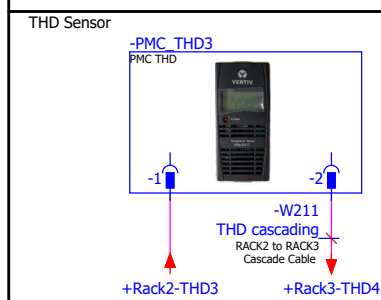 THD Sensor
-PMC_THD3
PMC THD
VERTIV
-1
-2
-W211
THD cascading
RACK2 to RACK3
Cascade Cable
+Rack2-THD3
+Rack3-THD4